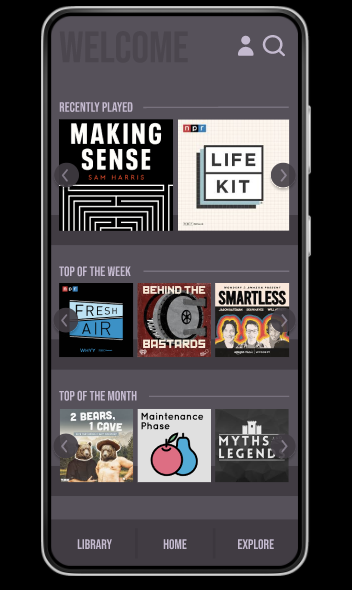 WELCOME
RECENTLY PLAYED
MAKING
SENSE
SAM HARRIS
npr
LIFE
KIT
TOP OF THE WEEK
npr
FRESH
AIR
WHYY
BEHIND THE
BASTARDS
SMARTLESS
TOP OF THE MONTH
2 BEARS,
1 CAVE
Maintenance
Phase
MYTHS
LEGEND
LIBRARY
HOME
EXPLORE